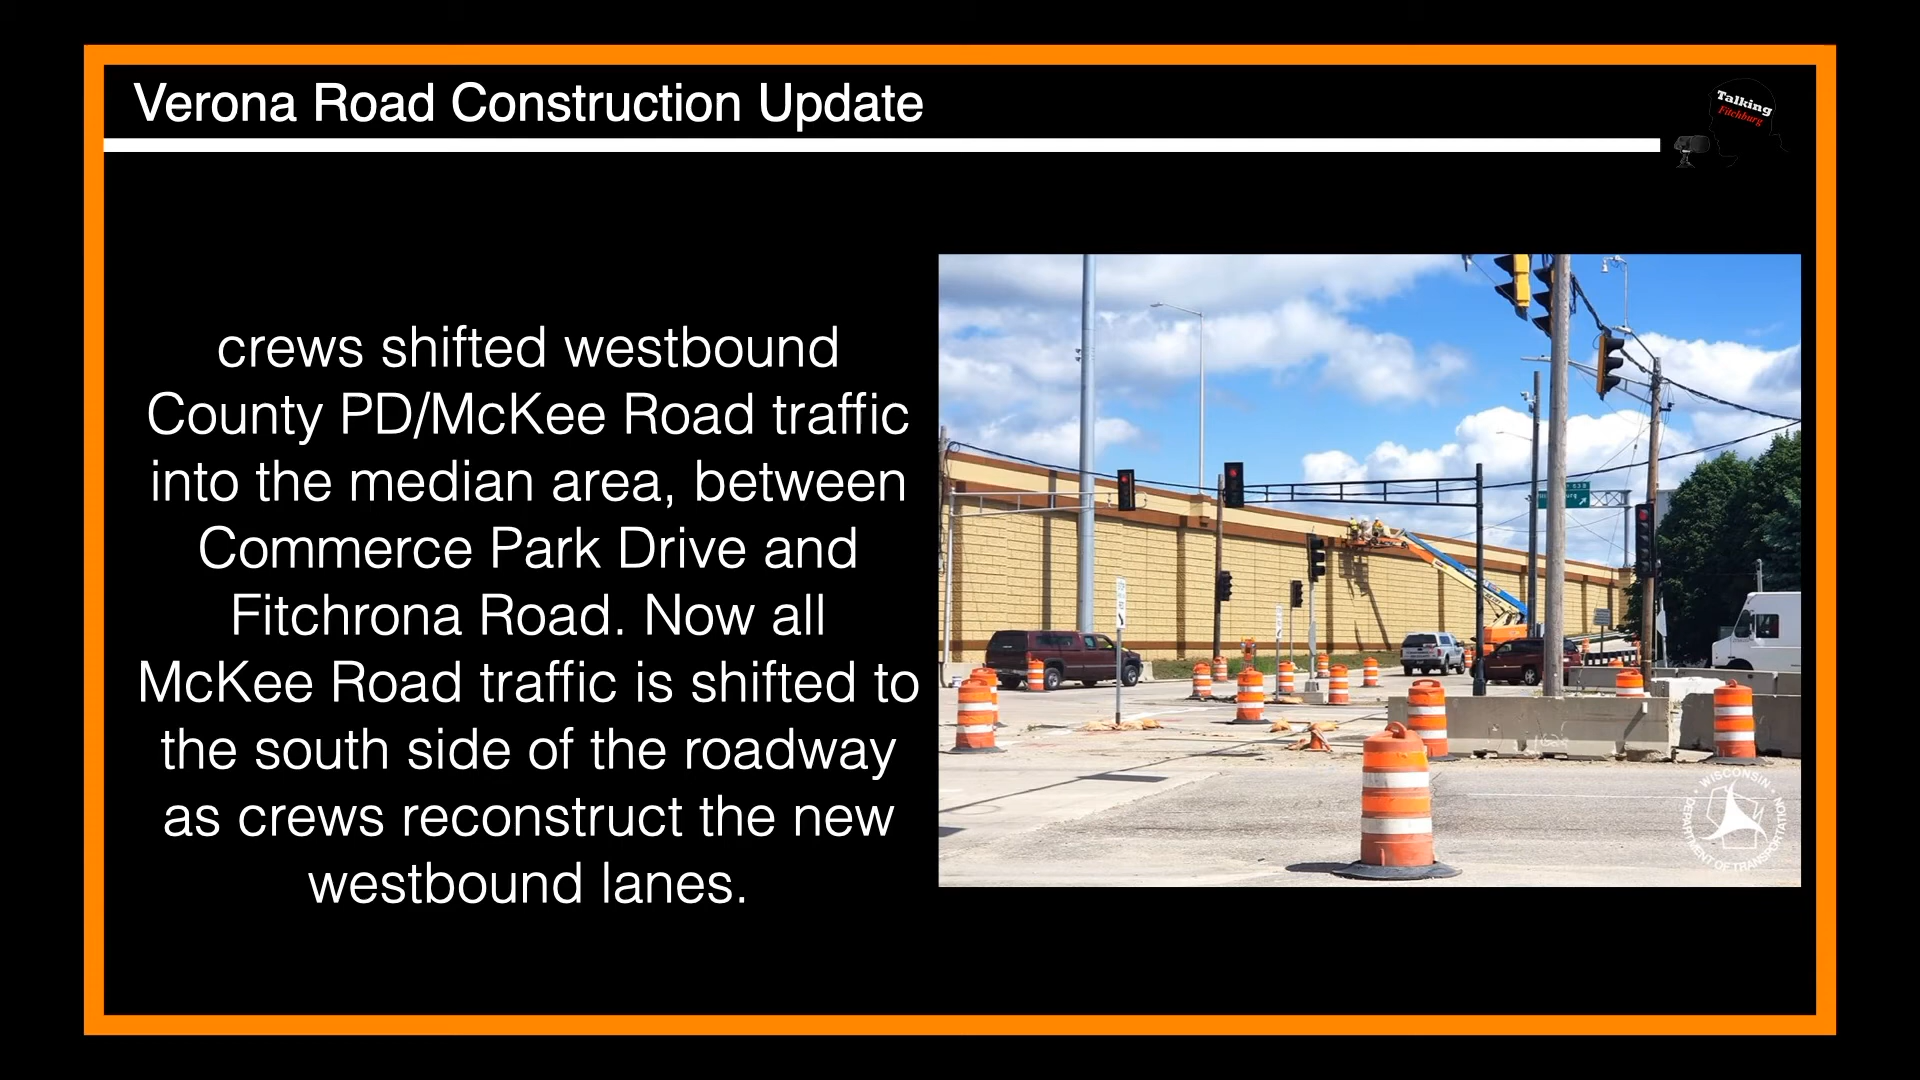 Verona Road Construction Update
Talking
Fitchburg
crews shifted westbound
County PD/McKee Road traffic
into the median area, between
Commerce Park Drive and
Fitchrona Road. Now all
McKee Road traffic is shifted to
the south side of the roadway
as crews reconstruct the new
westbound lanes.
WISCONSIN
DEPARTMENT OF TRANSPORTATION